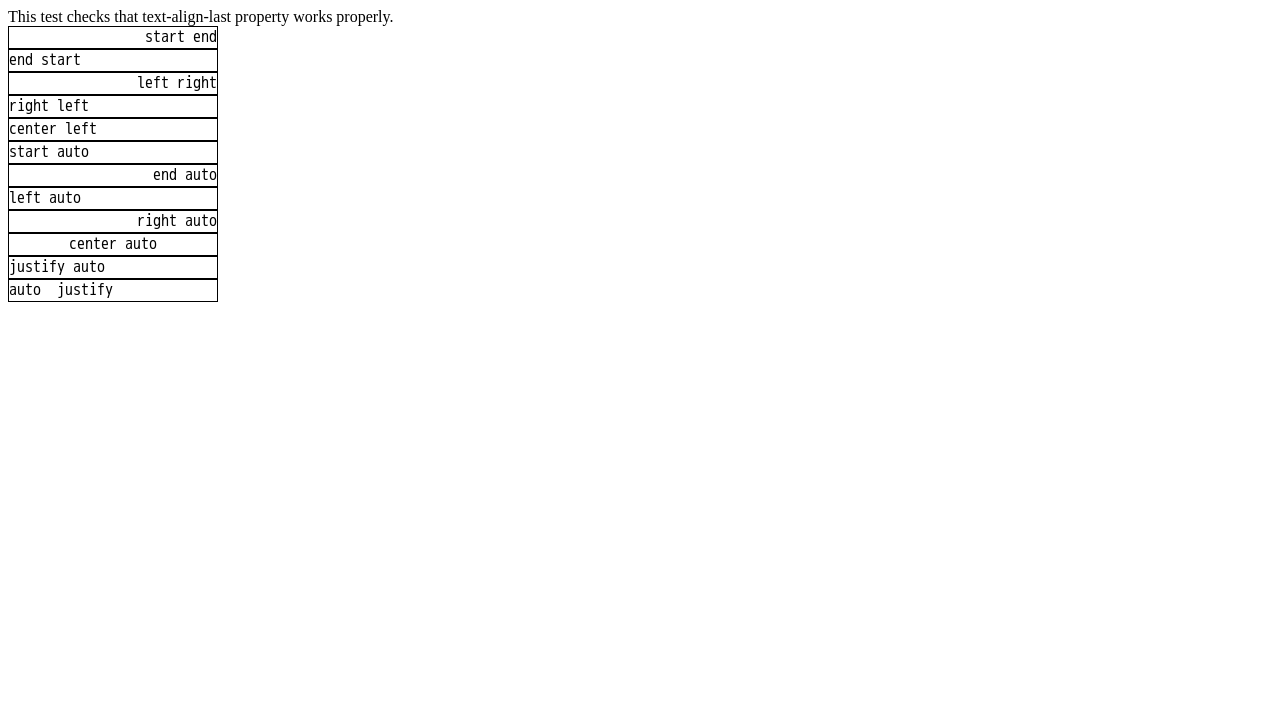 This test checks that text-align-last property works properly.
start end
end start
left right
right left
center left
start auto
end auto
left auto
right auto
center auto
justify auto
auto  justify